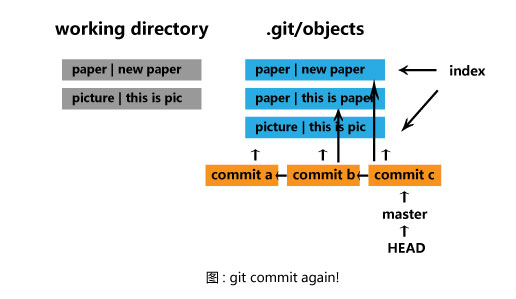 working directory
.git/objects
paper | new paper
paper | new paper
index
picture | this is pic
paper | this is paper
picture | this is pic
commit a
commit b
commit c
master
HEAD
图 : git commit again!